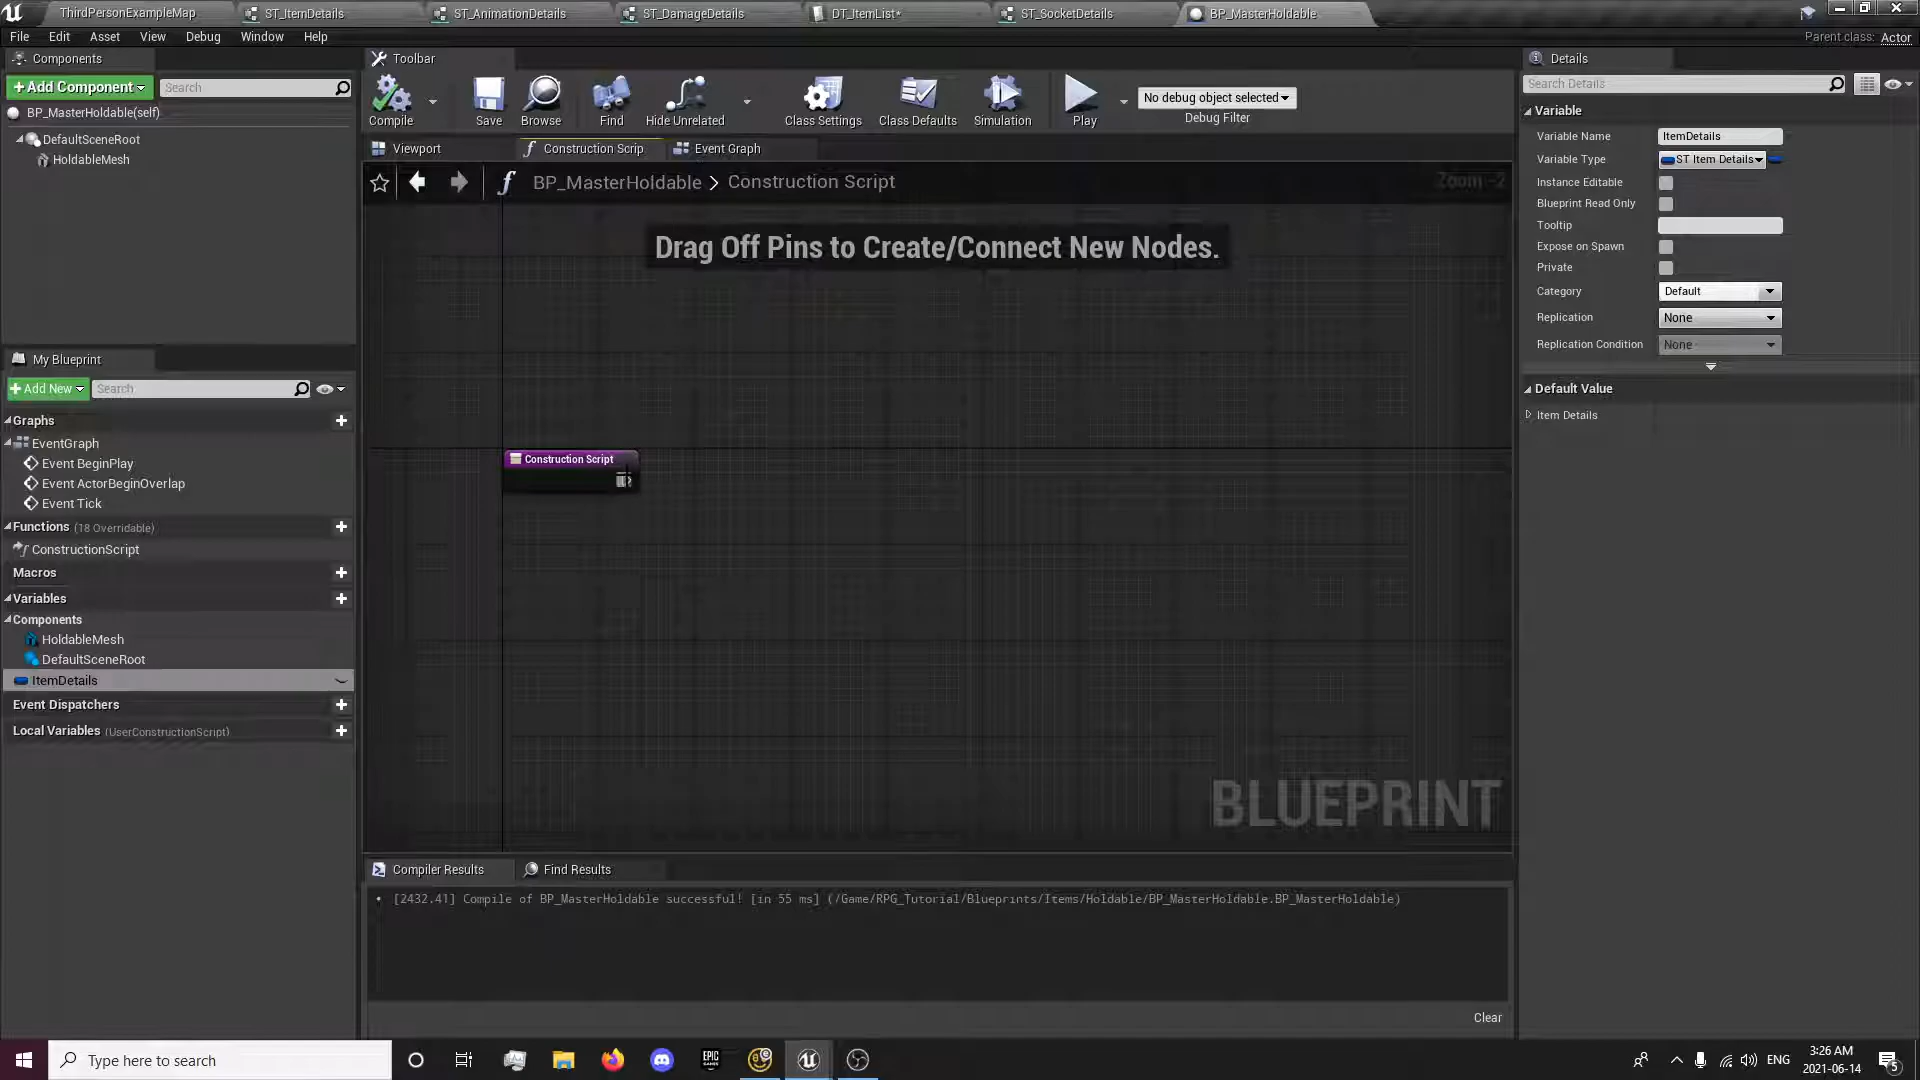 ThirdPersonExampleMap
ST_ItemDetails
ST_AnimationDetails
ST_DamageDetails
DT_ItemList*
ST_SocketDetails
BP_MasterHoldable
File Edit Asset View Debug Window Help
Parent class: Actor
Components
+ Add Component
Search
BP_MasterHoldable(self)
DefaultSceneRoot
HoldableMesh
My Blueprint
+ Add New
Search
Graphs
EventGraph
Event BeginPlay
Event ActorBeginOverlap
Event Tick
Functions (18 Overridable)
ConstructionScript
Macros
Variables
Components
HoldableMesh
DefaultSceneRoot
ItemDetails
Event Dispatchers
Local Variables (UserConstructionScript)
Toolbar
Compile
Save
Browse
Find
Hide Unrelated
Class Settings
Class Defaults
Simulation
Play
No debug object selected
Debug Filter
Viewport
Construction Scrip
Event Graph
BP_MasterHoldable > Construction Script
Zoom -2
Drag Off Pins to Create/Connect New Nodes.
Construction Script
BLUEPRINT
Compiler Results
Find Results
[2432.41] Compile of BP_MasterHoldable successful! [in 55 ms] (/Game/RPG_Tutorial/Blueprints/Items/Holdable/BP_MasterHoldable.BP_MasterHoldable)
Clear
Details
Search Details
Variable
Variable Name ItemDetails
Variable Type ST Item Details
Instance Editable
Blueprint Read Only
Tooltip
Expose on Spawn
Private
Category Default
Replication None
Replication Condition None
Default Value
Item Details
Type here to search
EPIC GAMES
ENG
3:26 AM
2021-06-14
5